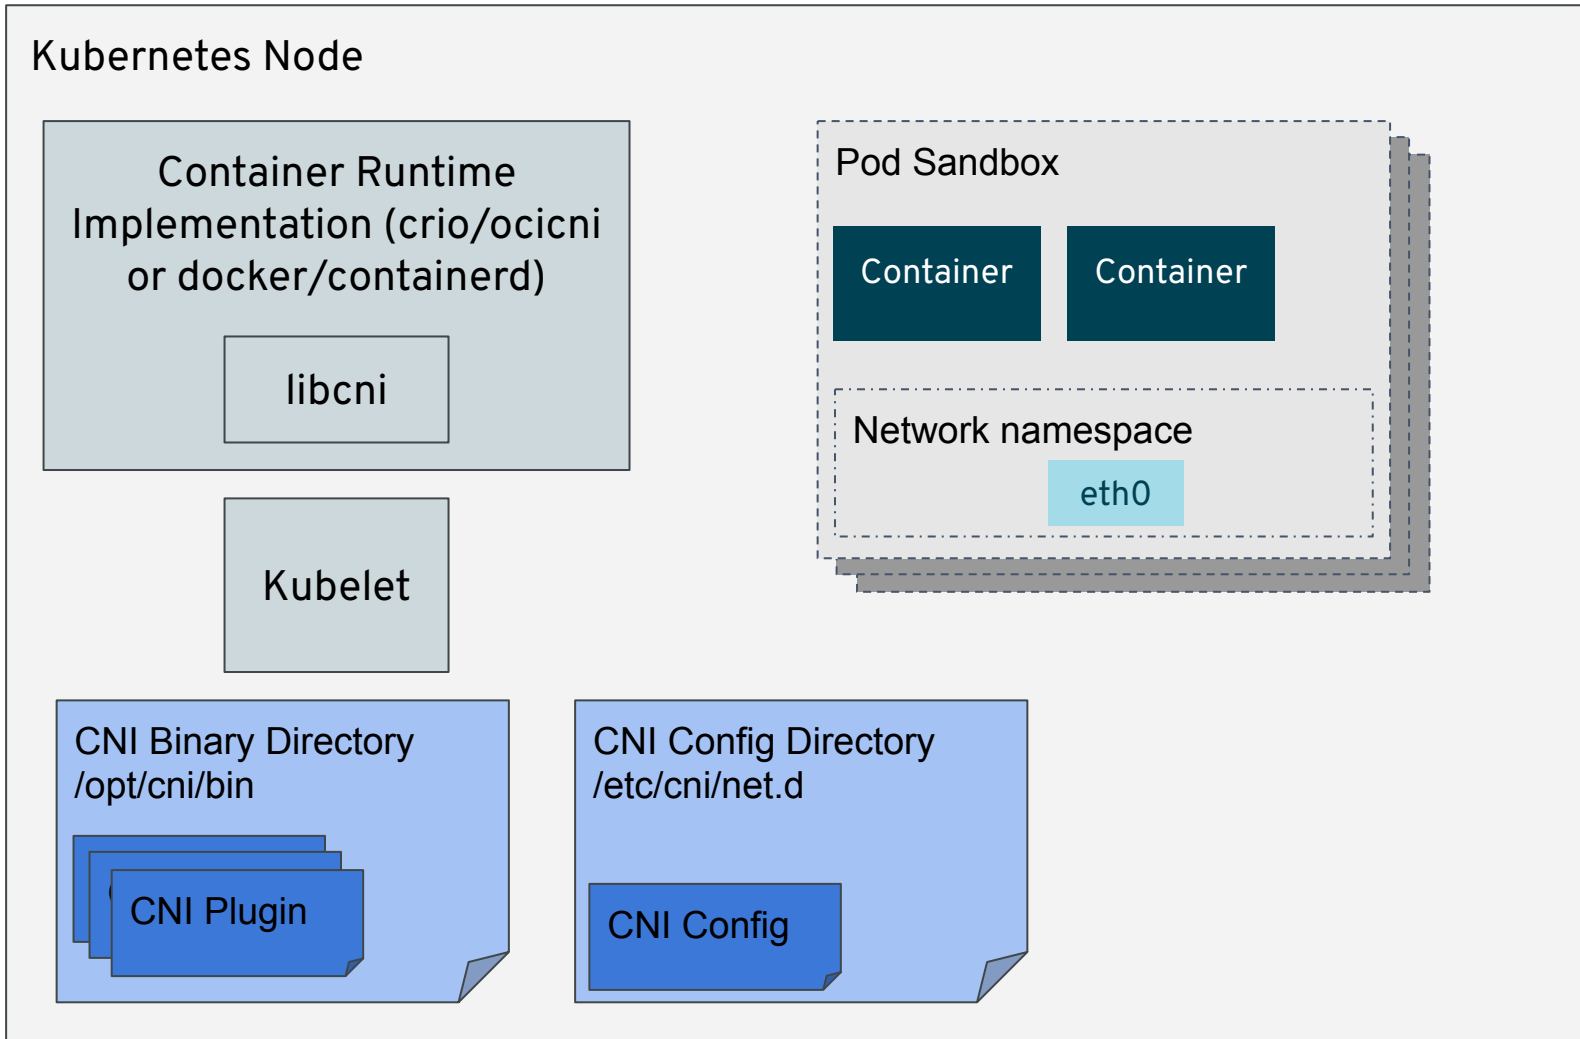 Kubernetes Node
Container Runtime
Implementation (crio/ocicni
or docker/containerd)
libcni
Kubelet
Pod Sandbox
Container
Container
Network namespace
eth0
CNI Binary Directory
/opt/cni/bin
CNI Plugin
CNI Config Directory
/etc/cni/net.d
CNI Config